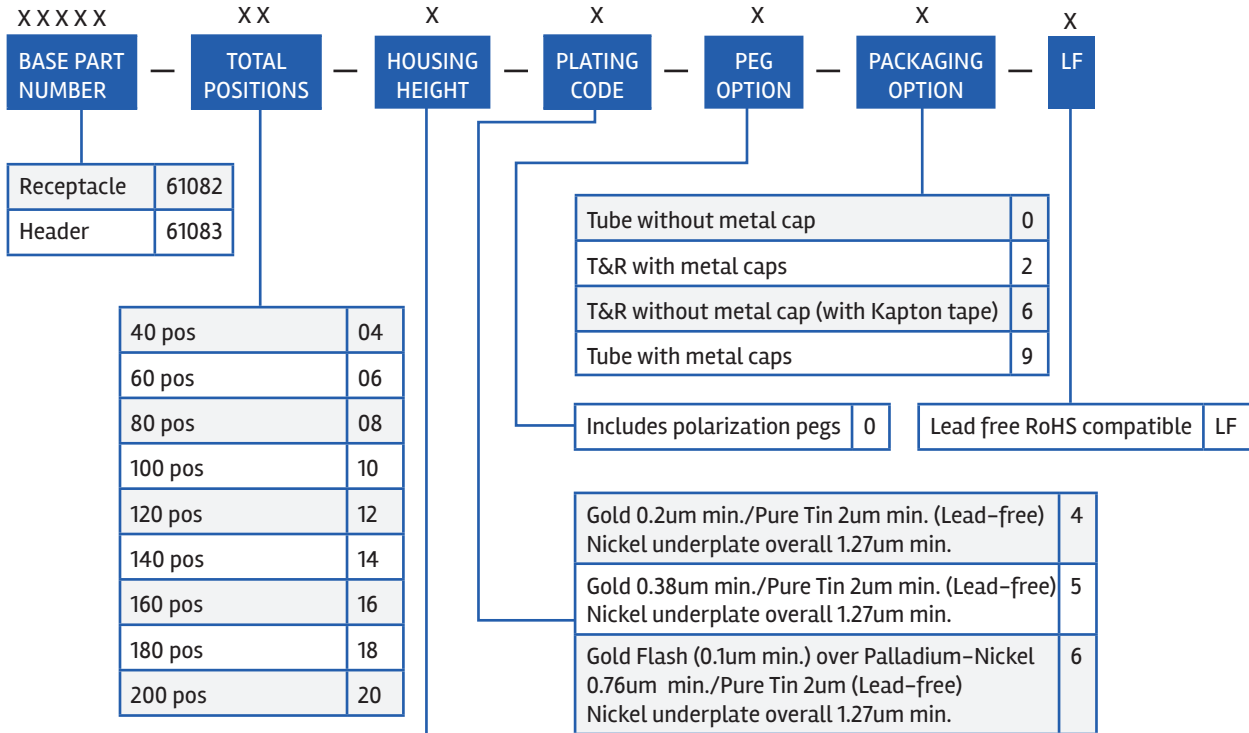 XXXXX XX X X X X X
BASE PART NUMBER — TOTAL POSITIONS — HOUSING HEIGHT — PLATING CODE — PEG OPTION — PACKAGING OPTION — LF
Receptacle 61082
Header 61083
40 pos 04
60 pos 06
80 pos 08
100 pos 10
120 pos 12
140 pos 14
160 pos 16
180 pos 18
200 pos 20
Tube without metal cap 0
T&R with metal caps 2
T&R without metal cap (with Kapton tape) 6
Tube with metal caps 9
Includes polarization pegs 0
Lead free RoHS compatible LF
Gold 0.2um min./Pure Tin 2um min. (Lead-free) 4
Nickel underplate overall 1.27um min.
Gold 0.38um min./Pure Tin 2um min. (Lead-free) 5
Nickel underplate overall 1.27um min.
Gold Flash (0.1um min.) over Palladium-Nickel 6
0.76um min./Pure Tin 2um (Lead-free)
Nickel underplate overall 1.27um min.